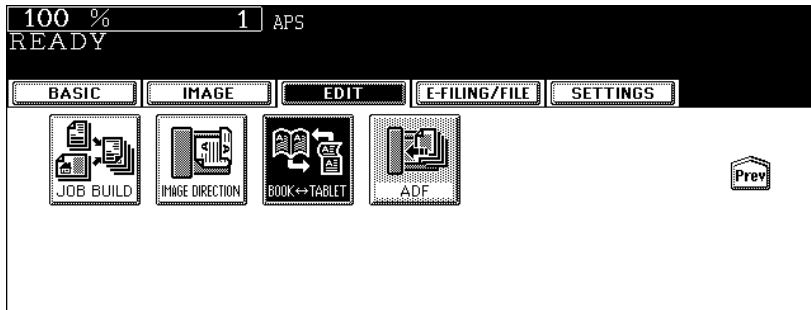 100 % 1 APS
READY
BASIC IMAGE EDIT E-FILING/FILE SETTINGS
JOB BUILD IMAGE DIRECTION BOOK↔TABLET ADF
Prev